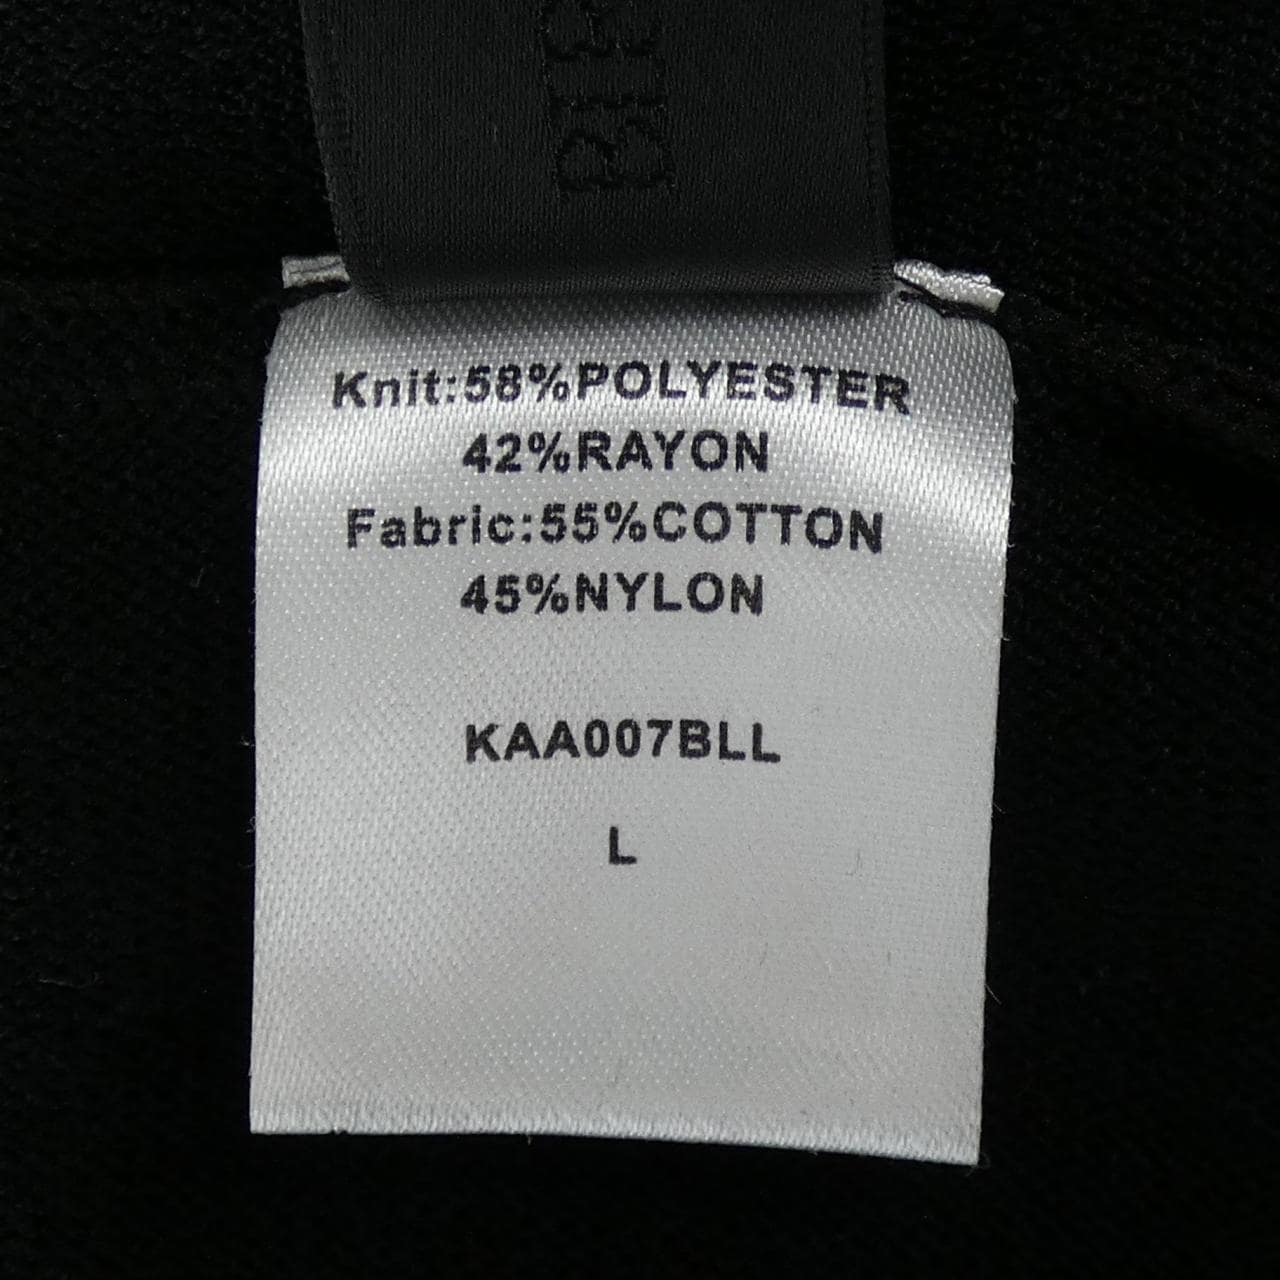 Knit:58%POLYESTER
42%RAYON
Fabric:55%COTTON
45%NYLON
KAA007BLL
L